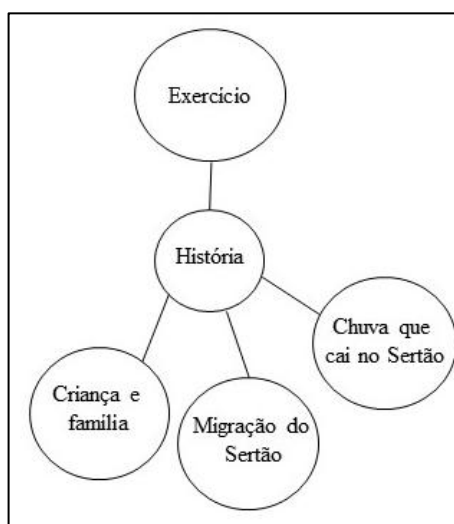 Exercício
História
Chuva que
cai no Sertão
Criança e
família
Migração do
Sertão